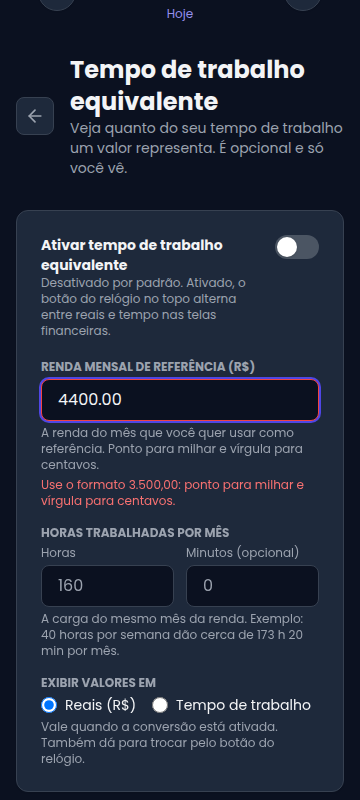 Hoje
Tempo de trabalho
equivalente
Veja quanto do seu tempo de trabalho
um valor representa. É opcional e só
você vê.
Ativar tempo de trabalho
equivalente
Desativado por padrão. Ativado, o
botão do relógio no topo alterna
entre reais e tempo nas telas
financeiras.
RENDA MENSAL DE REFERÊNCIA (R$)
4400.00
A renda do mês que você quer usar como
referência. Ponto para milhar e vírgula para
centavos.
Use o formato 3.500,00: ponto para milhar e
vírgula para centavos.
HORAS TRABALHADAS POR MÊS
Horas
Minutos (opcional)
160
0
A carga do mesmo mês da renda. Exemplo:
40 horas por semana dão cerca de 173 h 20
min por mês.
EXIBIR VALORES EM
Reais (R$)
Tempo de trabalho
Vale quando a conversão está ativada.
Também dá para trocar pelo botão do
relógio.